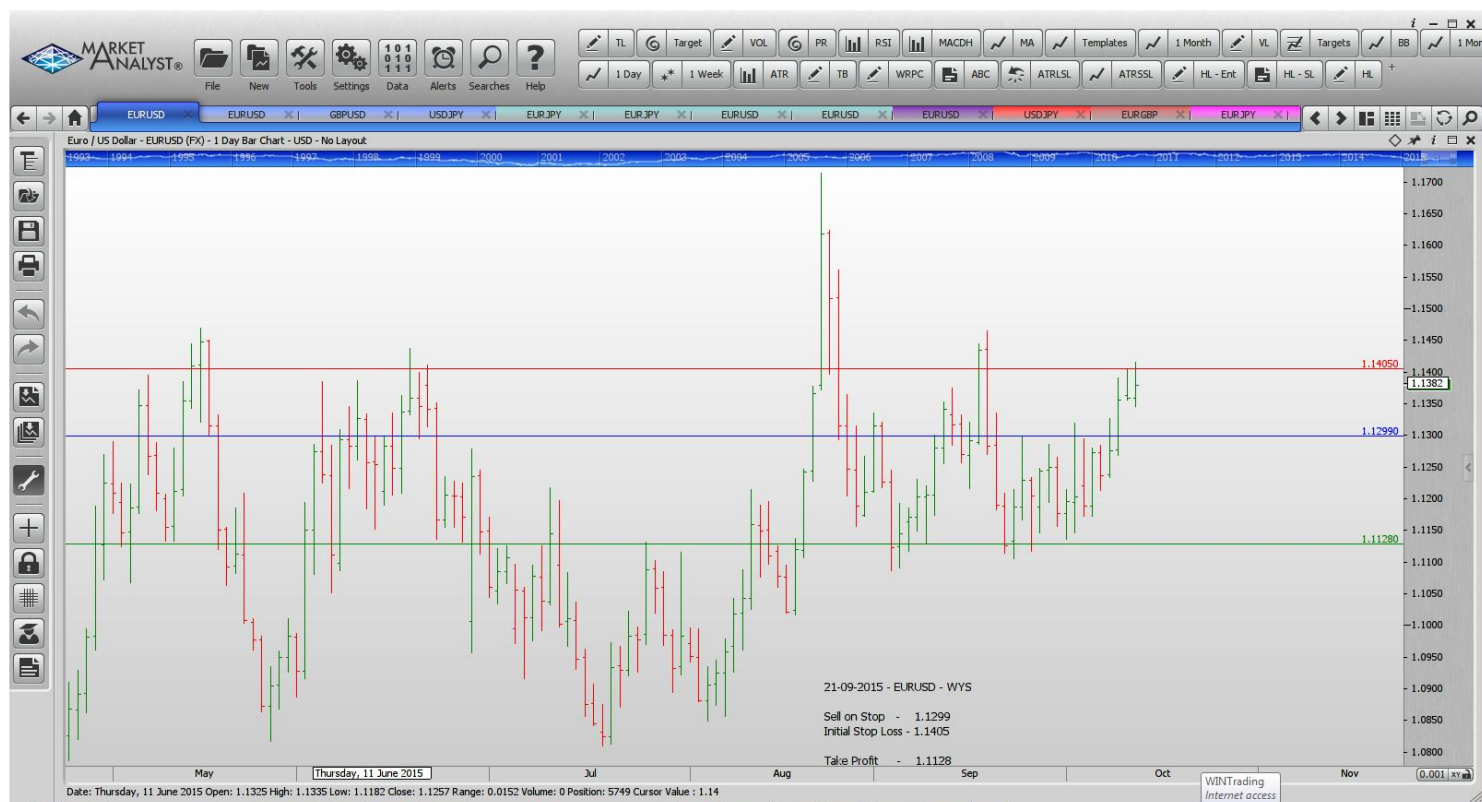 i
MARKET
ANALYST®
File New Tools Settings Data Alerts Searches Help
TL Target VOL PR RSI MACDH MA Templates 1 Month VL Targets BB 1 Mon
1 Day 1 Week ATR TB WRPC ABC ATRLSL ATRSSL HL - Ent HL - SL HL +
EURUSD EURUSD GBPUSD USDJPY EURJPY EURJPY EURUSD EURUSD EURUSD USDJPY EURGBP EURJPY
Euro / US Dollar - EURUSD (FX) - 1 Day Bar Chart - USD - No Layout
1993 1994 1995 1996 1997 1998 1999 2000 2001 2002 2003 2004 2005 2006 2007 2008 2009 2010 2011 2012 2013 2014 2015
1.1700
1.1650
1.1600
1.1550
1.1500
1.1450
1.14050
1.1400
1.1382
1.1350
1.1300
1.12990
1.1250
1.1200
1.1150
1.11280
1.1100
1.1050
1.1000
1.0950
1.0900
21-09-2015 - EURUSD - WYS
1.0850
Sell on Stop - 1.1299
Initial Stop Loss - 1.1405
1.0800
Take Profit - 1.1128
May Thursday, 11 June 2015 Jul Aug Sep Oct Nov 0.001 XY
Date: Thursday, 11 June 2015 Open: 1.1325 High: 1.1335 Low: 1.1182 Close: 1.1257 Range: 0.0152 Volume: 0 Position: 5749 Cursor Value : 1.14
WINTrading
Internet access